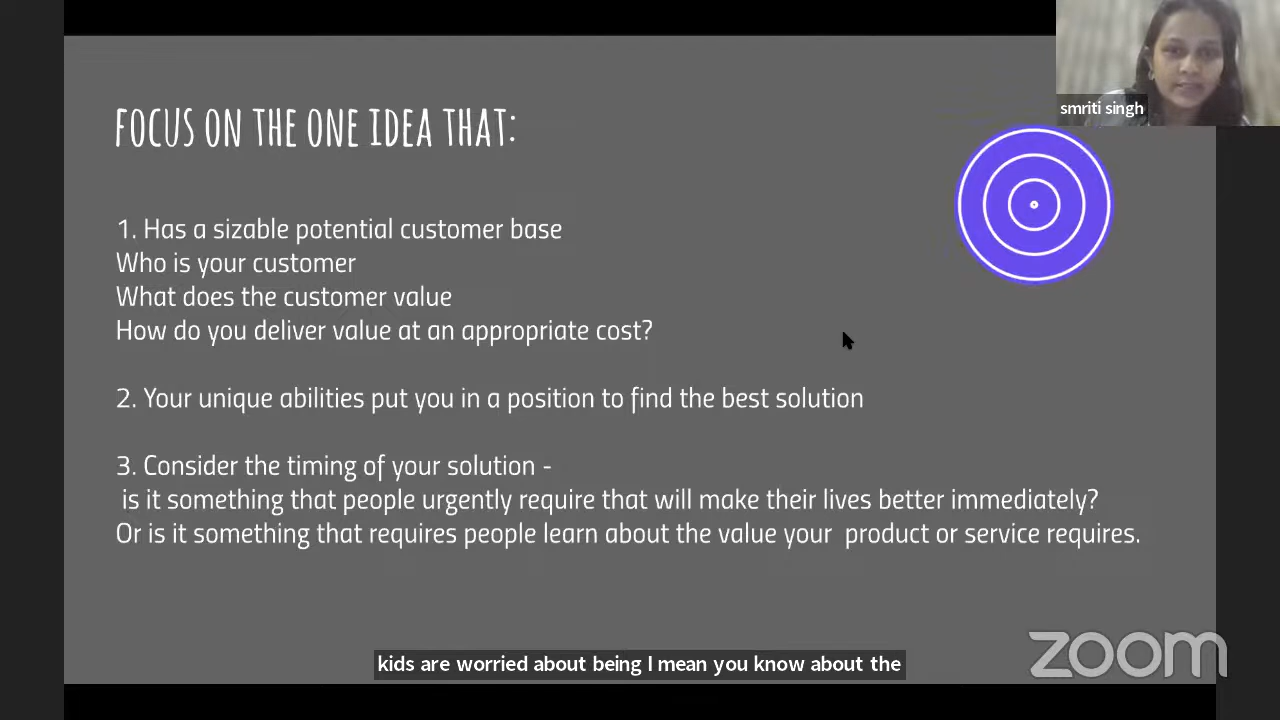 smriti singh
FOCUS ON THE ONE IDEA THAT:
1. Has a sizable potential customer base
Who is your customer
What does the customer value
How do you deliver value at an appropriate cost?
2. Your unique abilities put you in a position to find the best solution
3. Consider the timing of your solution -
is it something that people urgently require that will make their lives better immediately?
Or is it something that requires people learn about the value your product or service requires.
kids are worried about being I mean you know about the
zoom